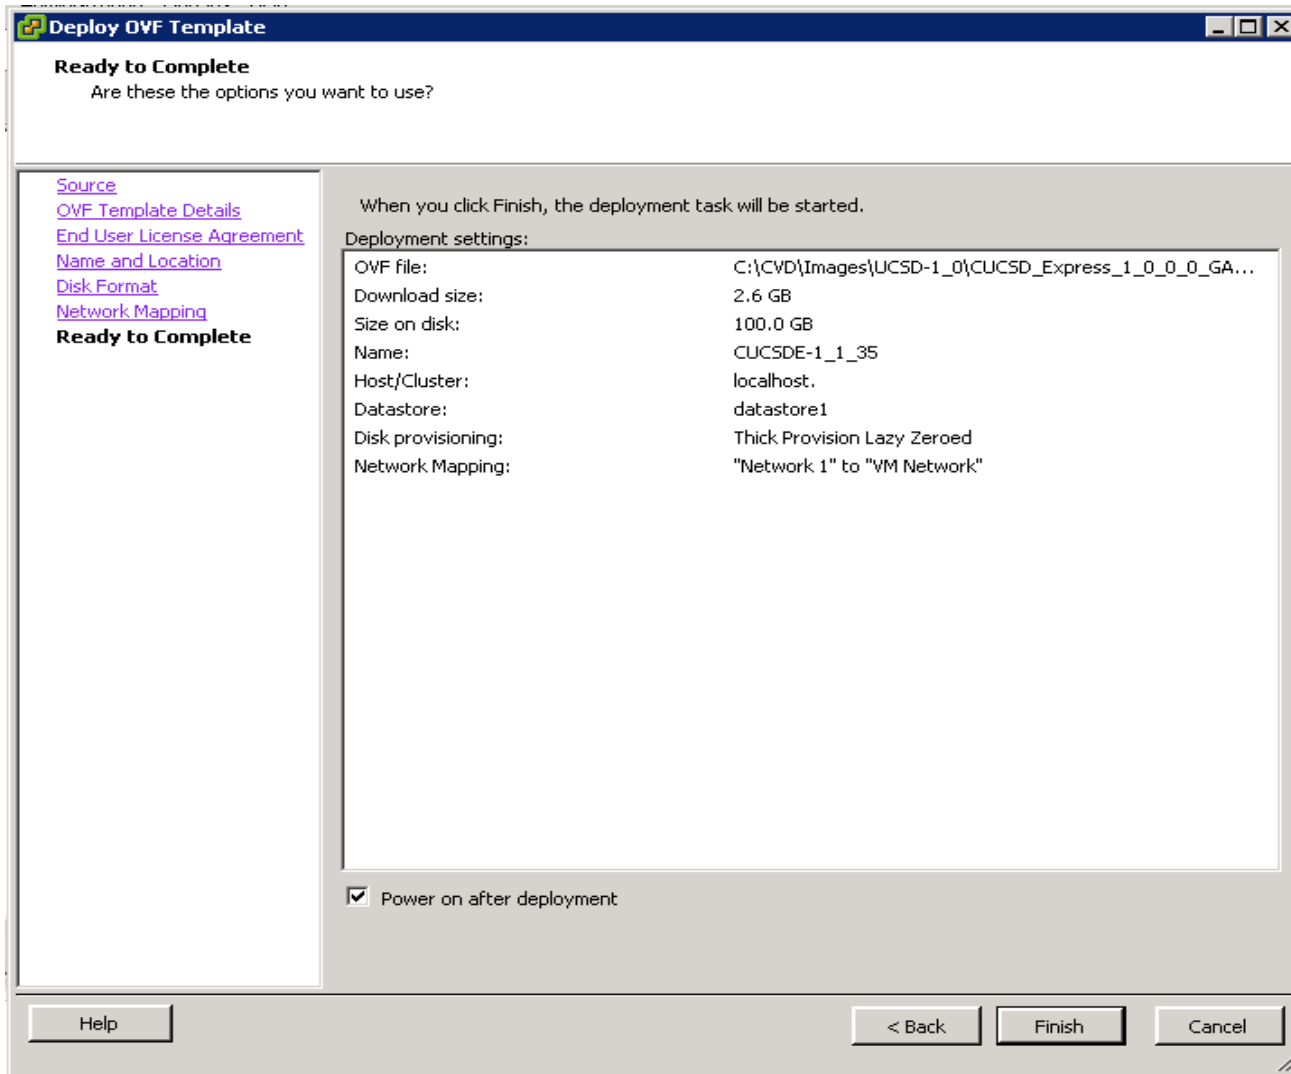 Deploy OVF Template
Ready to Complete
Are these the options you want to use?
Source
OVF Template Details
End User License Agreement
Name and Location
Disk Format
Network Mapping
Ready to Complete
When you click Finish, the deployment task will be started.
Deployment settings:
OVF file: C:\CVD\Images\UCSD-1_0\CUCSD_Express_1_0_0_0_GA...
Download size: 2.6 GB
Size on disk: 100.0 GB
Name: CUCSDE-1_1_35
Host/Cluster: localhost.
Datastore: datastore1
Disk provisioning: Thick Provision Lazy Zeroed
Network Mapping: "Network 1" to "VM Network"
Power on after deployment
Help
< Back
Finish
Cancel